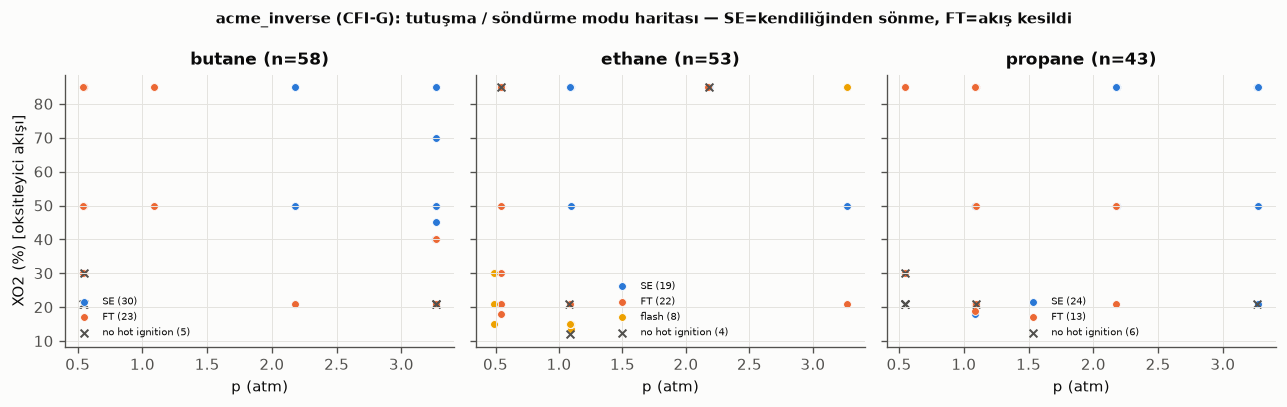 acme_inverse (CFI-G): tutuşma / söndürme modu haritası — SE=kendiliğinden sönme, FT=akış kesildi
butane (n=58)
ethane (n=53)
propane (n=43)
XO2 (%) [oksitleyici akışı]
80
70
60
50
40
30
20
10
SE (30)
FT (23)
no hot ignition (5)
SE (19)
FT (22)
flash (8)
no hot ignition (4)
SE (24)
FT (13)
no hot ignition (6)
0.5 1.0 1.5 2.0 2.5 3.0
0.5 1.0 1.5 2.0 2.5 3.0
0.5 1.0 1.5 2.0 2.5 3.0
p (atm)
p (atm)
p (atm)